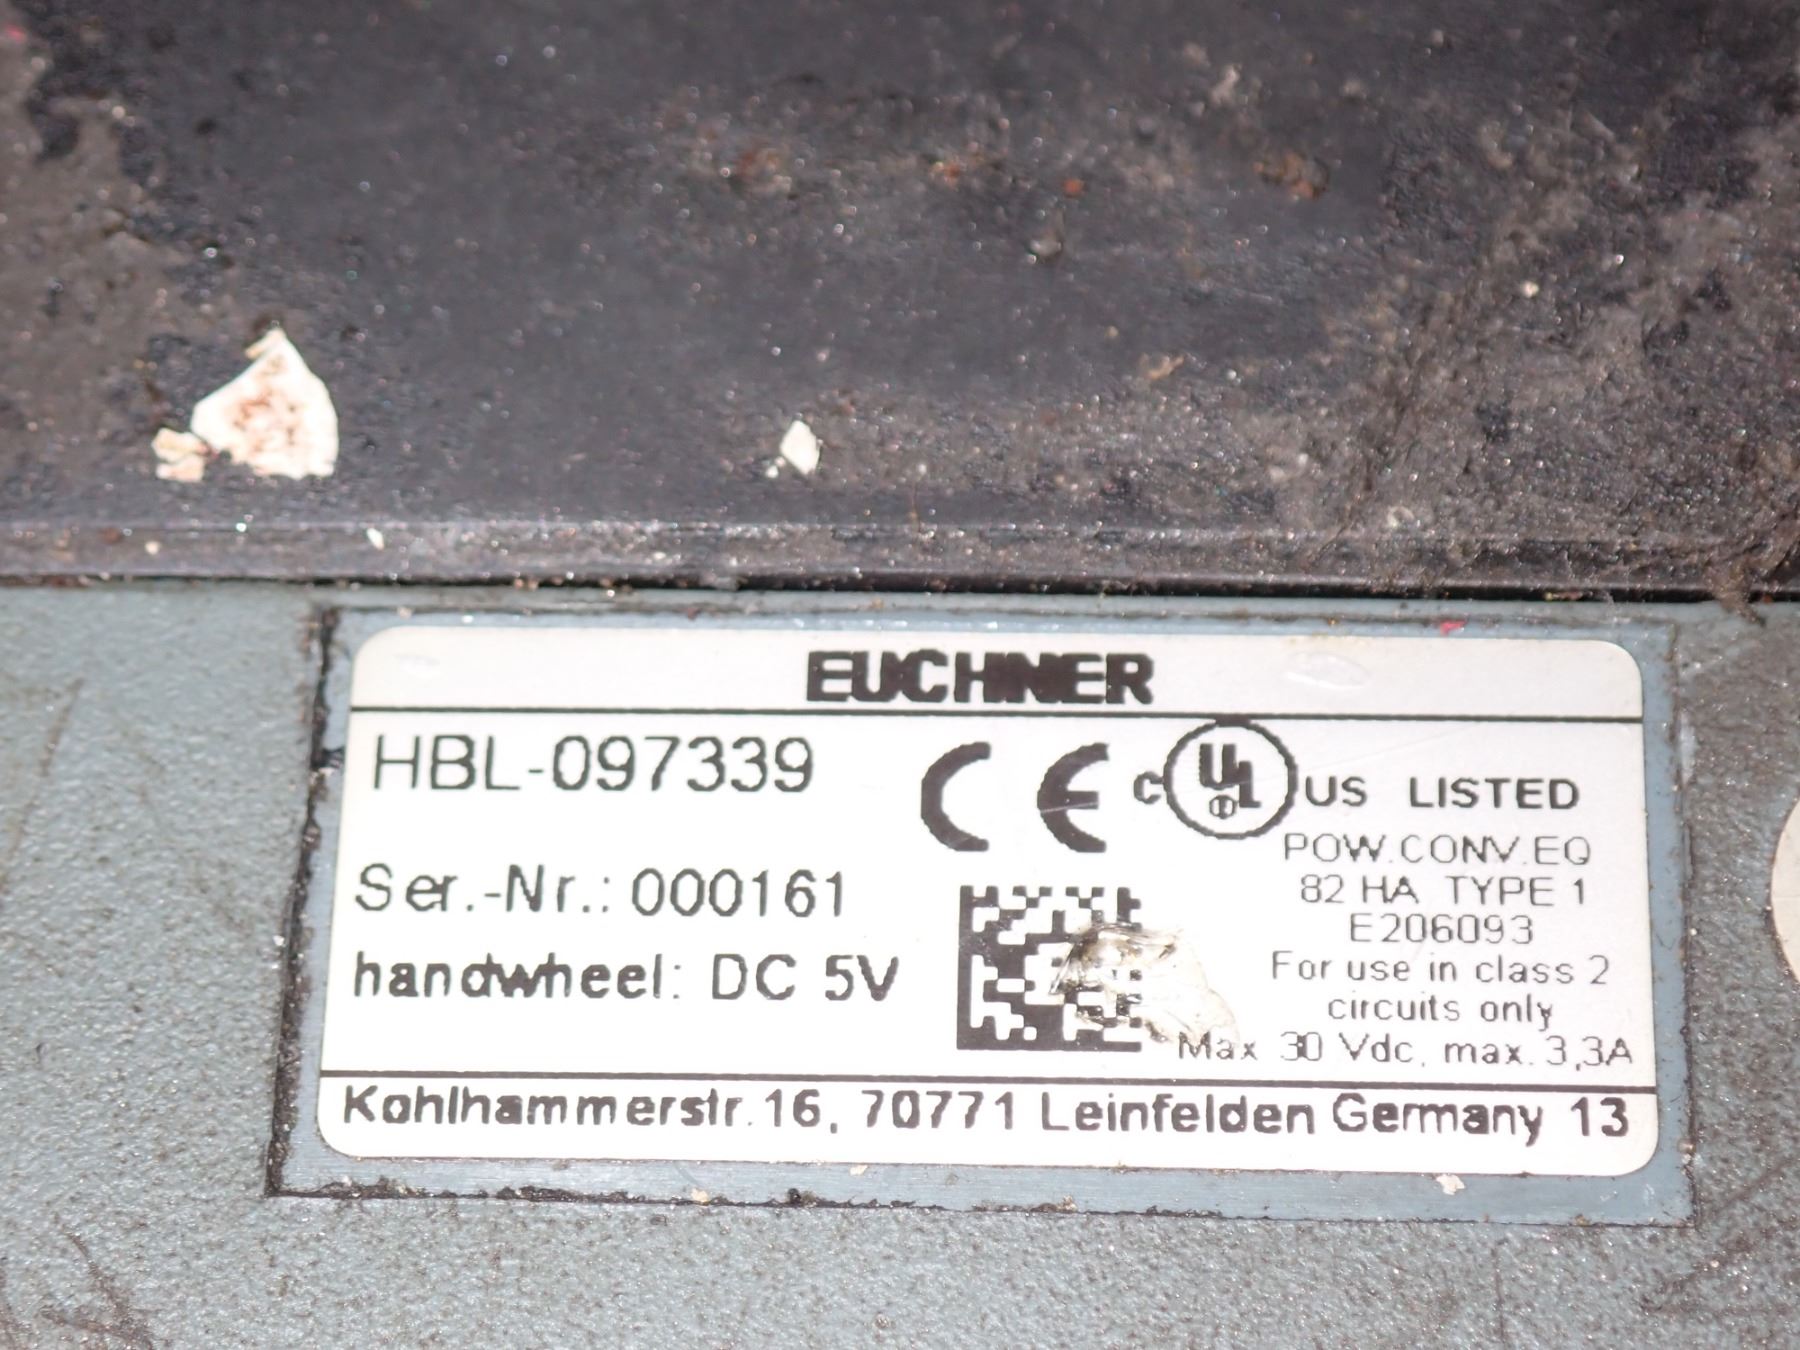 EUCHNER
HBL-097339
CE
c UL US LISTED
POW.CONV.EQ
82 HA TYPE 1
E206093
Ser.-Nr.: 000161
handwheel: DC 5V
For use in class 2
circuits only
Max 30 Vdc, max. 3,3A
Kohlhammerstr.16, 70771 Leinfelden Germany 13